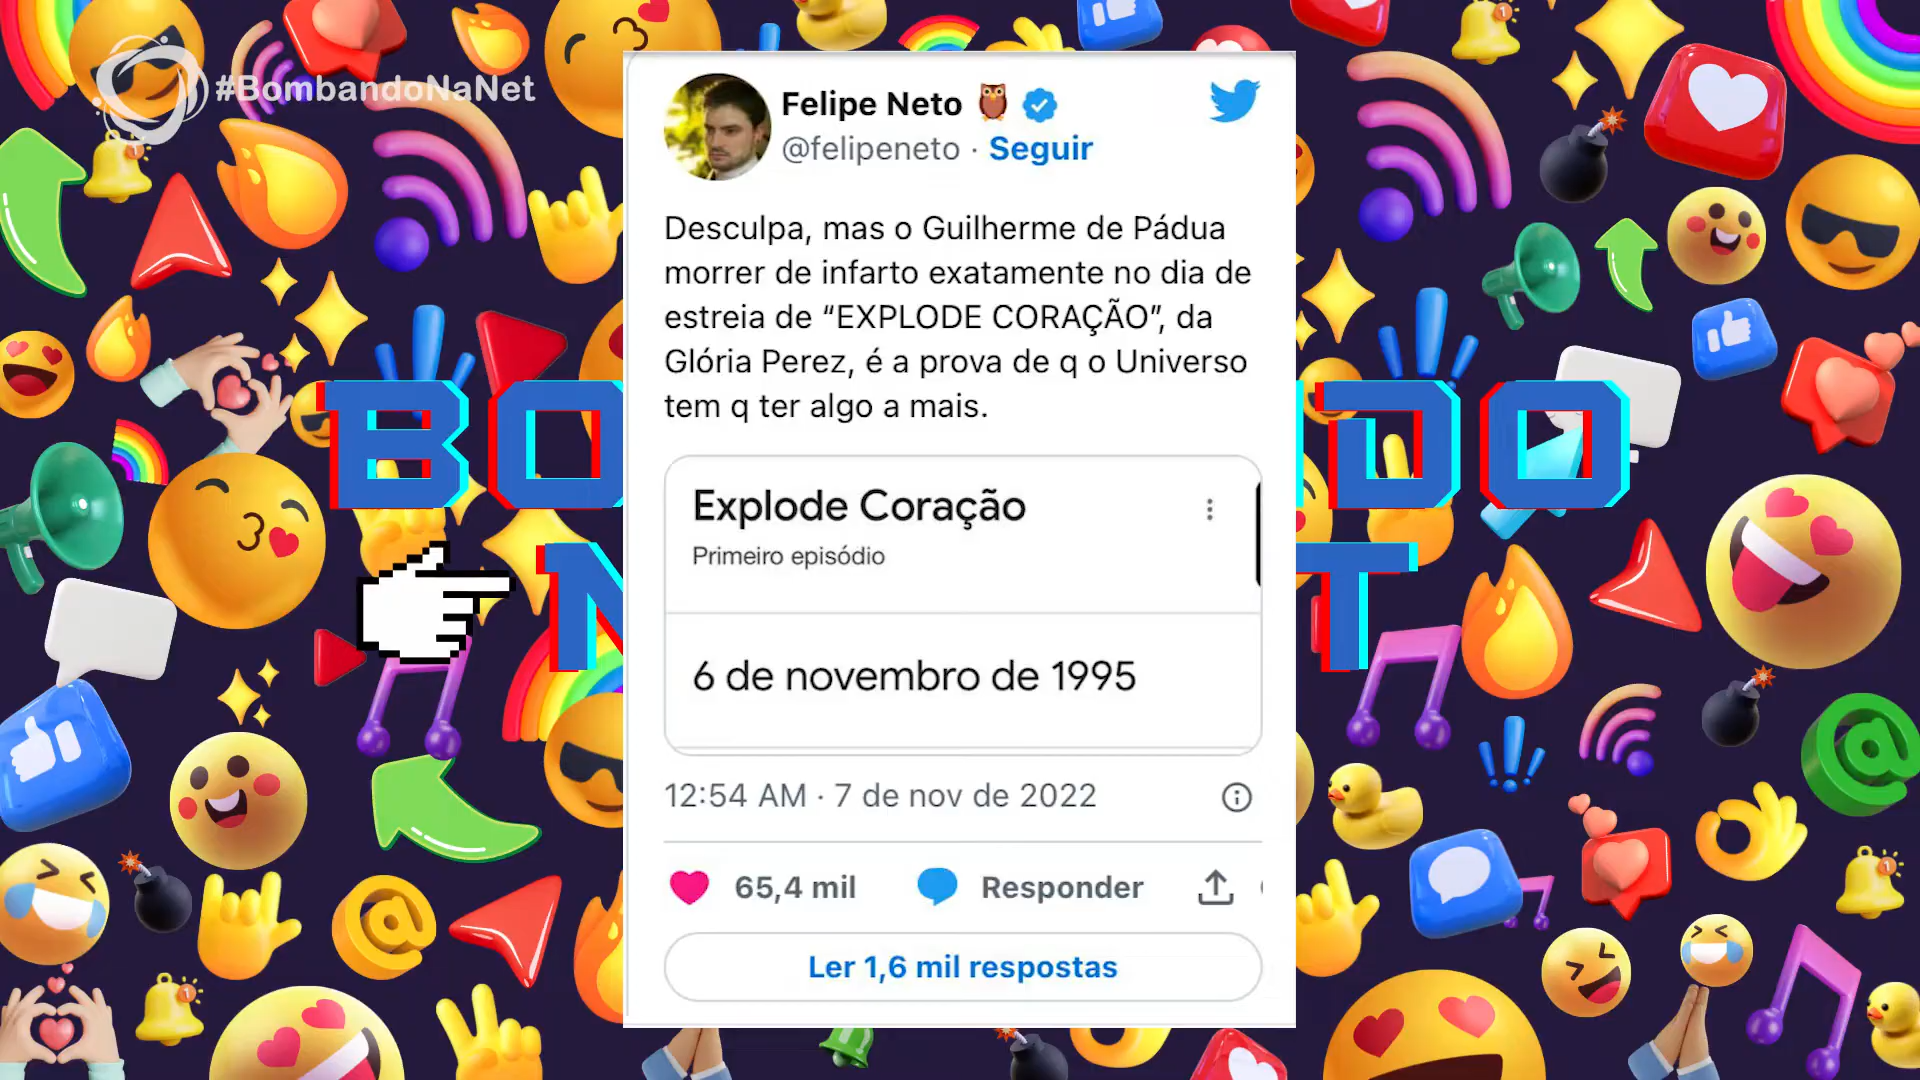 #BombandoNaNet
Felipe Neto
@felipeneto · Seguir
Desculpa, mas o Guilherme de Pádua
morrer de infarto exatamente no dia de
estreia de “EXPLODE CORAÇÃO”, da
Glória Perez, é a prova de q o Universo
tem q ter algo a mais.
Explode Coração
Primeiro episódio
6 de novembro de 1995
12:54 AM · 7 de nov de 2022
65,4 mil
Responder
Ler 1,6 mil respostas